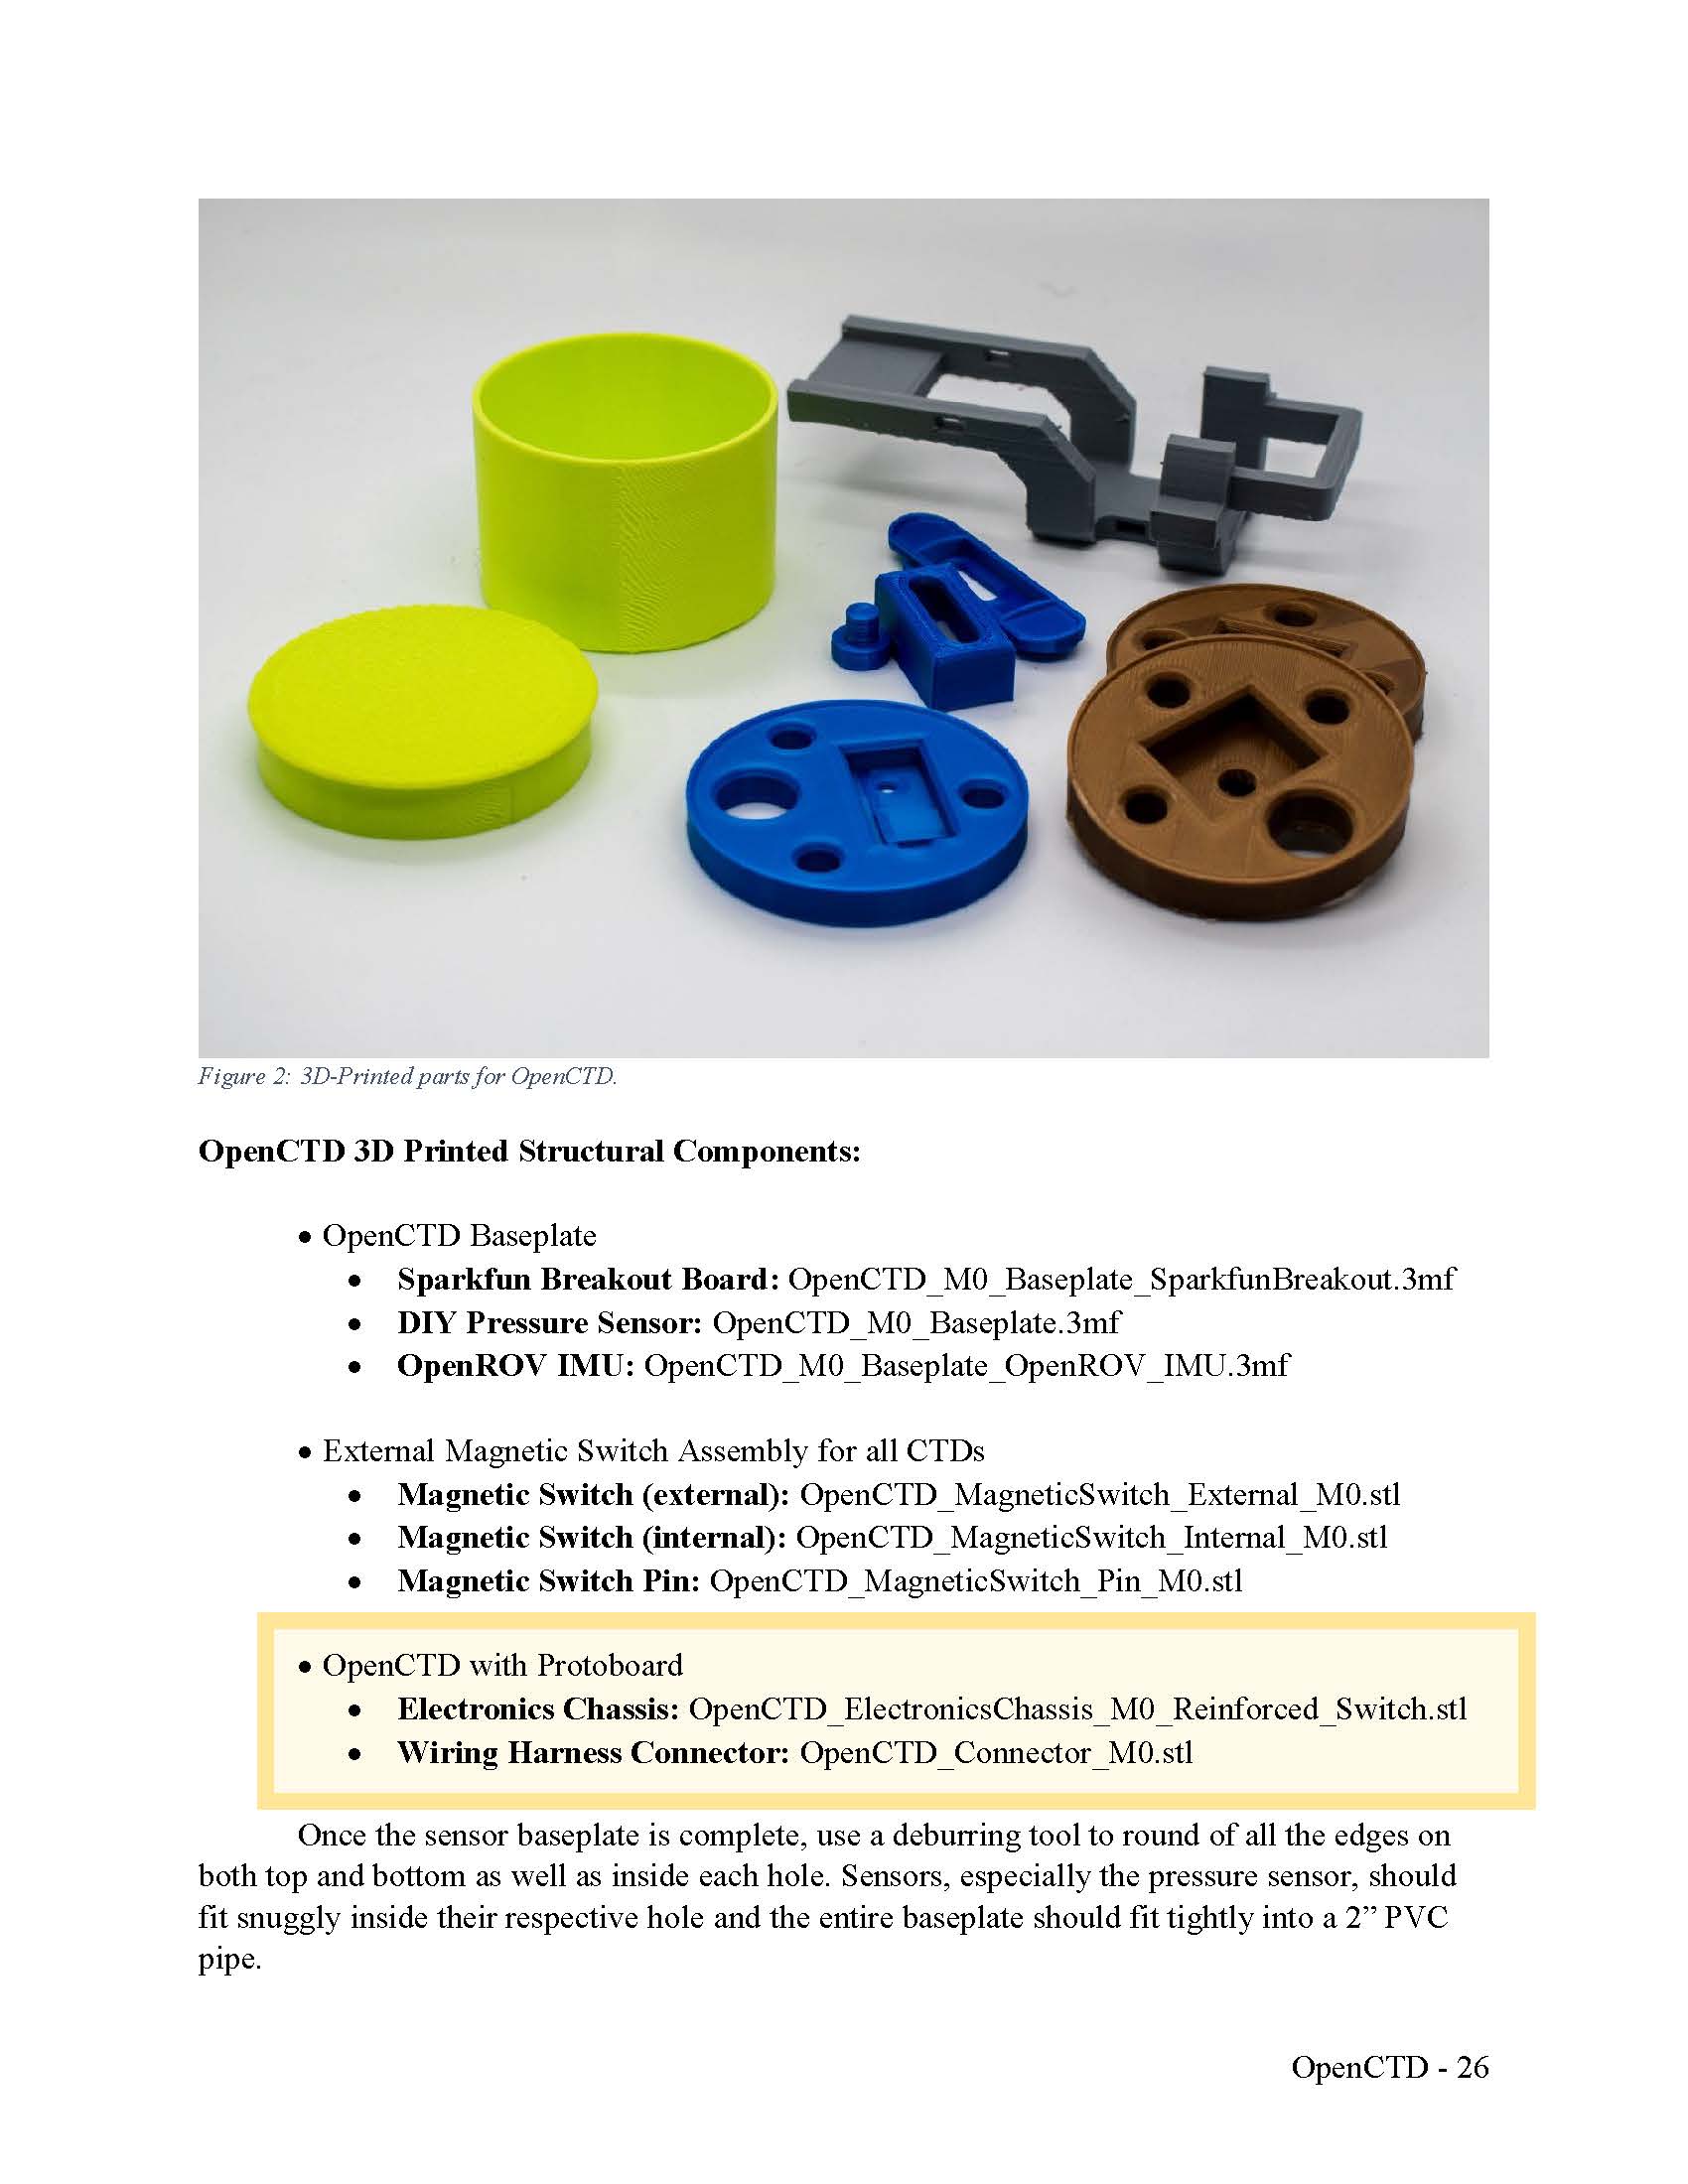 Figure 2: 3D-Printed parts for OpenCTD.
OpenCTD 3D Printed Structural Components:
• OpenCTD Baseplate
• Sparkfun Breakout Board: OpenCTD_M0_Baseplate_SparkfunBreakout.3mf
• DIY Pressure Sensor: OpenCTD_M0_Baseplate.3mf
• OpenROV IMU: OpenCTD_M0_Baseplate_OpenROV_IMU.3mf
• External Magnetic Switch Assembly for all CTDs
• Magnetic Switch (external): OpenCTD_MagneticSwitch_External_M0.stl
• Magnetic Switch (internal): OpenCTD_MagneticSwitch_Internal_M0.stl
• Magnetic Switch Pin: OpenCTD_MagneticSwitch_Pin_M0.stl
• OpenCTD with Protoboard
• Electronics Chassis: OpenCTD_ElectronicsChassis_M0_Reinforced_Switch.stl
• Wiring Harness Connector: OpenCTD_Connector_M0.stl
Once the sensor baseplate is complete, use a deburring tool to round of all the edges on
both top and bottom as well as inside each hole. Sensors, especially the pressure sensor, should
fit snuggly inside their respective hole and the entire baseplate should fit tightly into a 2” PVC
pipe.
OpenCTD - 26